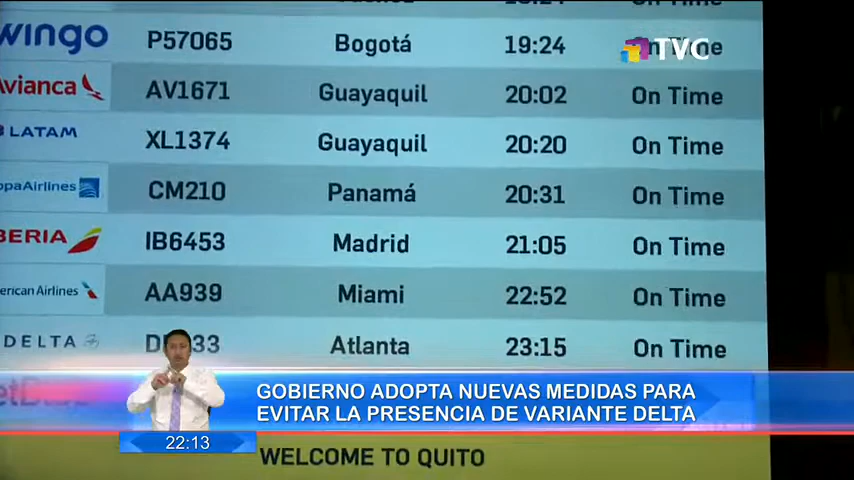 wingo P57065 Bogotá 19:24 On Time
TVC
Avianca AV1671 Guayaquil 20:02 On Time
LATAM XL1374 Guayaquil 20:20 On Time
opaAirlines CM210 Panamá 20:31 On Time
BERIA IB6453 Madrid 21:05 On Time
erican Airlines AA939 Miami 22:52 On Time
DELTA Atlanta 23:15 On Time
GOBIERNO ADOPTA NUEVAS MEDIDAS PARA
EVITAR LA PRESENCIA DE VARIANTE DELTA
22:13
WELCOME TO QUITO